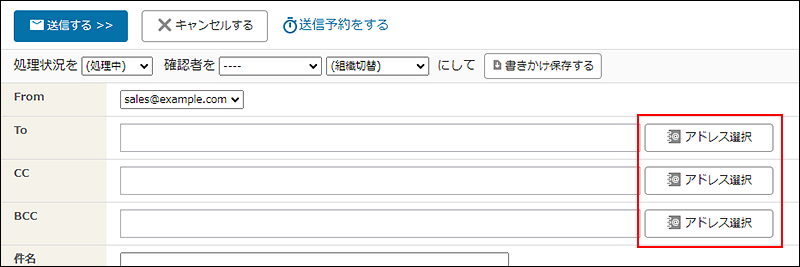 送信する >> キャンセルする 送信予約をする
処理状況を (処理中) 確認者を ---- (組織切替) にして 書きかけ保存する
From sales@example.com
To アドレス選択
CC アドレス選択
BCC アドレス選択
件名